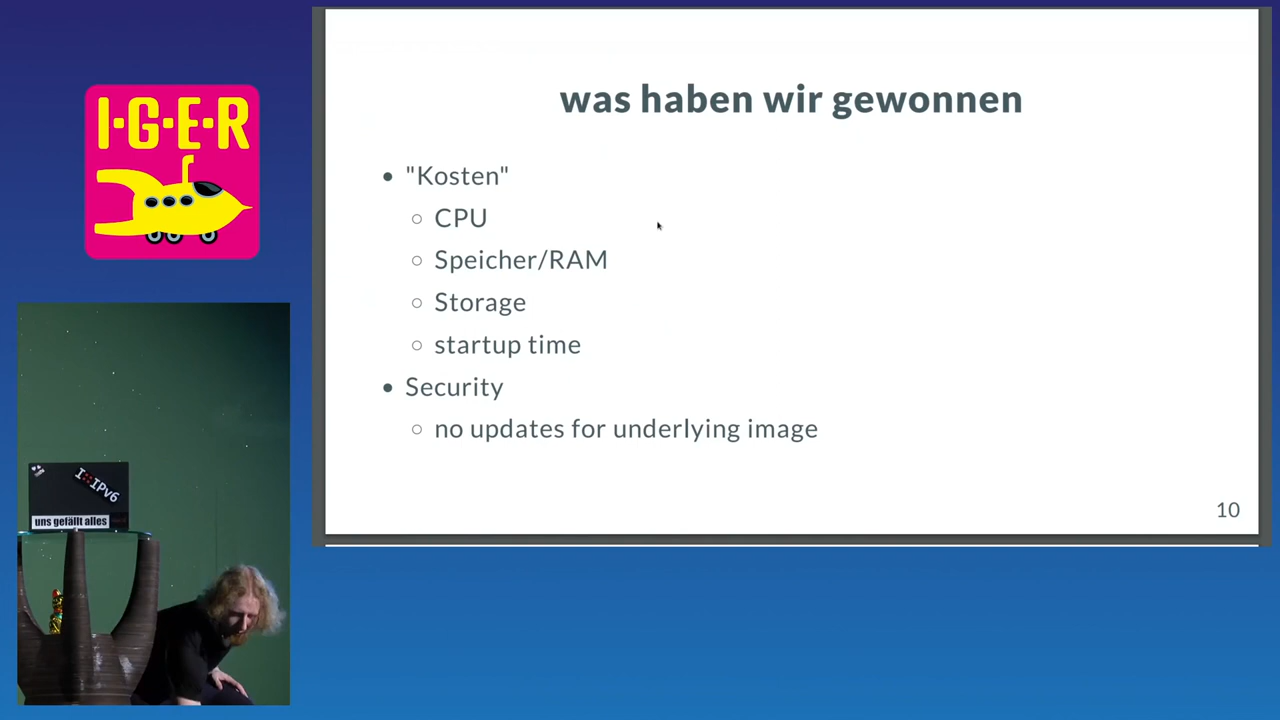 I·G·E·R
was haben wir gewonnen
• "Kosten"
○ CPU
○ Speicher/RAM
○ Storage
○ startup time
• Security
○ no updates for underlying image
10
IPv6
uns gefällt alles